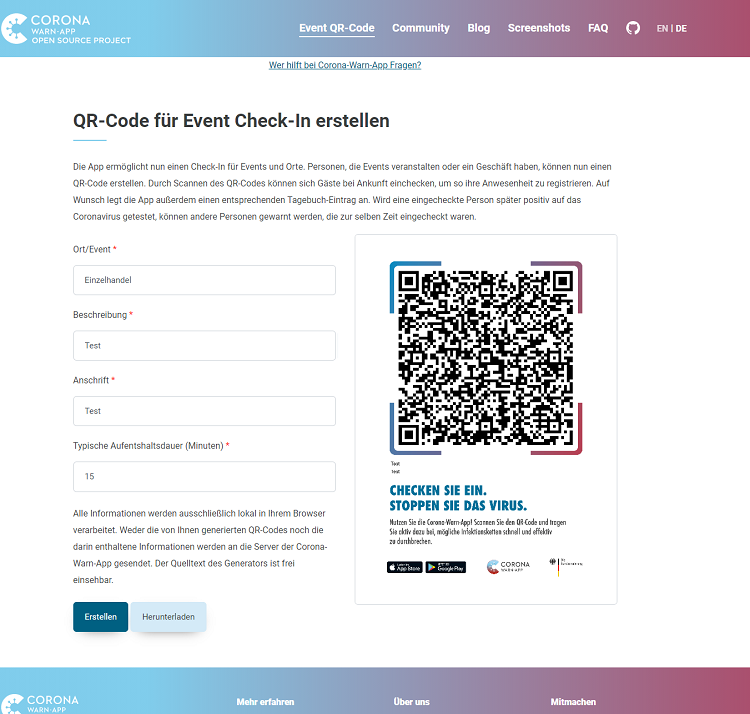 CORONA
WARN-APP
OPEN SOURCE PROJECT
Event QR-Code Community Blog Screenshots FAQ EN | DE
Wer hilft bei Corona-Warn-App Fragen?
QR-Code für Event Check-In erstellen
Die App ermöglicht nun einen Check-In für Events und Orte. Personen, die Events veranstalten oder ein Geschäft haben, können nun einen
QR-Code erstellen. Durch Scannen des QR-Codes können sich Gäste bei Ankunft einchecken, um so ihre Anwesenheit zu registrieren. Auf
Wunsch legt die App außerdem einen entsprechenden Tagebuch-Eintrag an. Wird eine eingecheckte Person später positiv auf das
Coronavirus getestet, können andere Personen gewarnt werden, die zur selben Zeit eingecheckt waren.
Ort/Event *
Einzelhandel
Beschreibung *
Test
Anschrift *
Test
Typische Aufentshaltsdauer (Minuten) *
15
Alle Informationen werden ausschließlich lokal in Ihrem Browser
verarbeitet. Weder die von Ihnen generierten QR-Codes noch die
darin enthaltene Informationen werden an die Server der Corona-
Warn-App gesendet. Der Quelltext des Generators ist frei
einsehbar.
Erstellen Herunterladen
Test
Test
CHECKEN SIE EIN.
STOPPEN SIE DAS VIRUS.
Nutzen Sie die Corona-Warn-App! Scannen Sie den QR-Code und tragen
Sie aktiv dazu bei, mögliche Infektionsketten schnell und effektiv
zu durchbrechen.
App Store Google Play CORONA
WARN-APP
CORONA
WARN-APP
Mehr erfahren Über uns Mitmachen